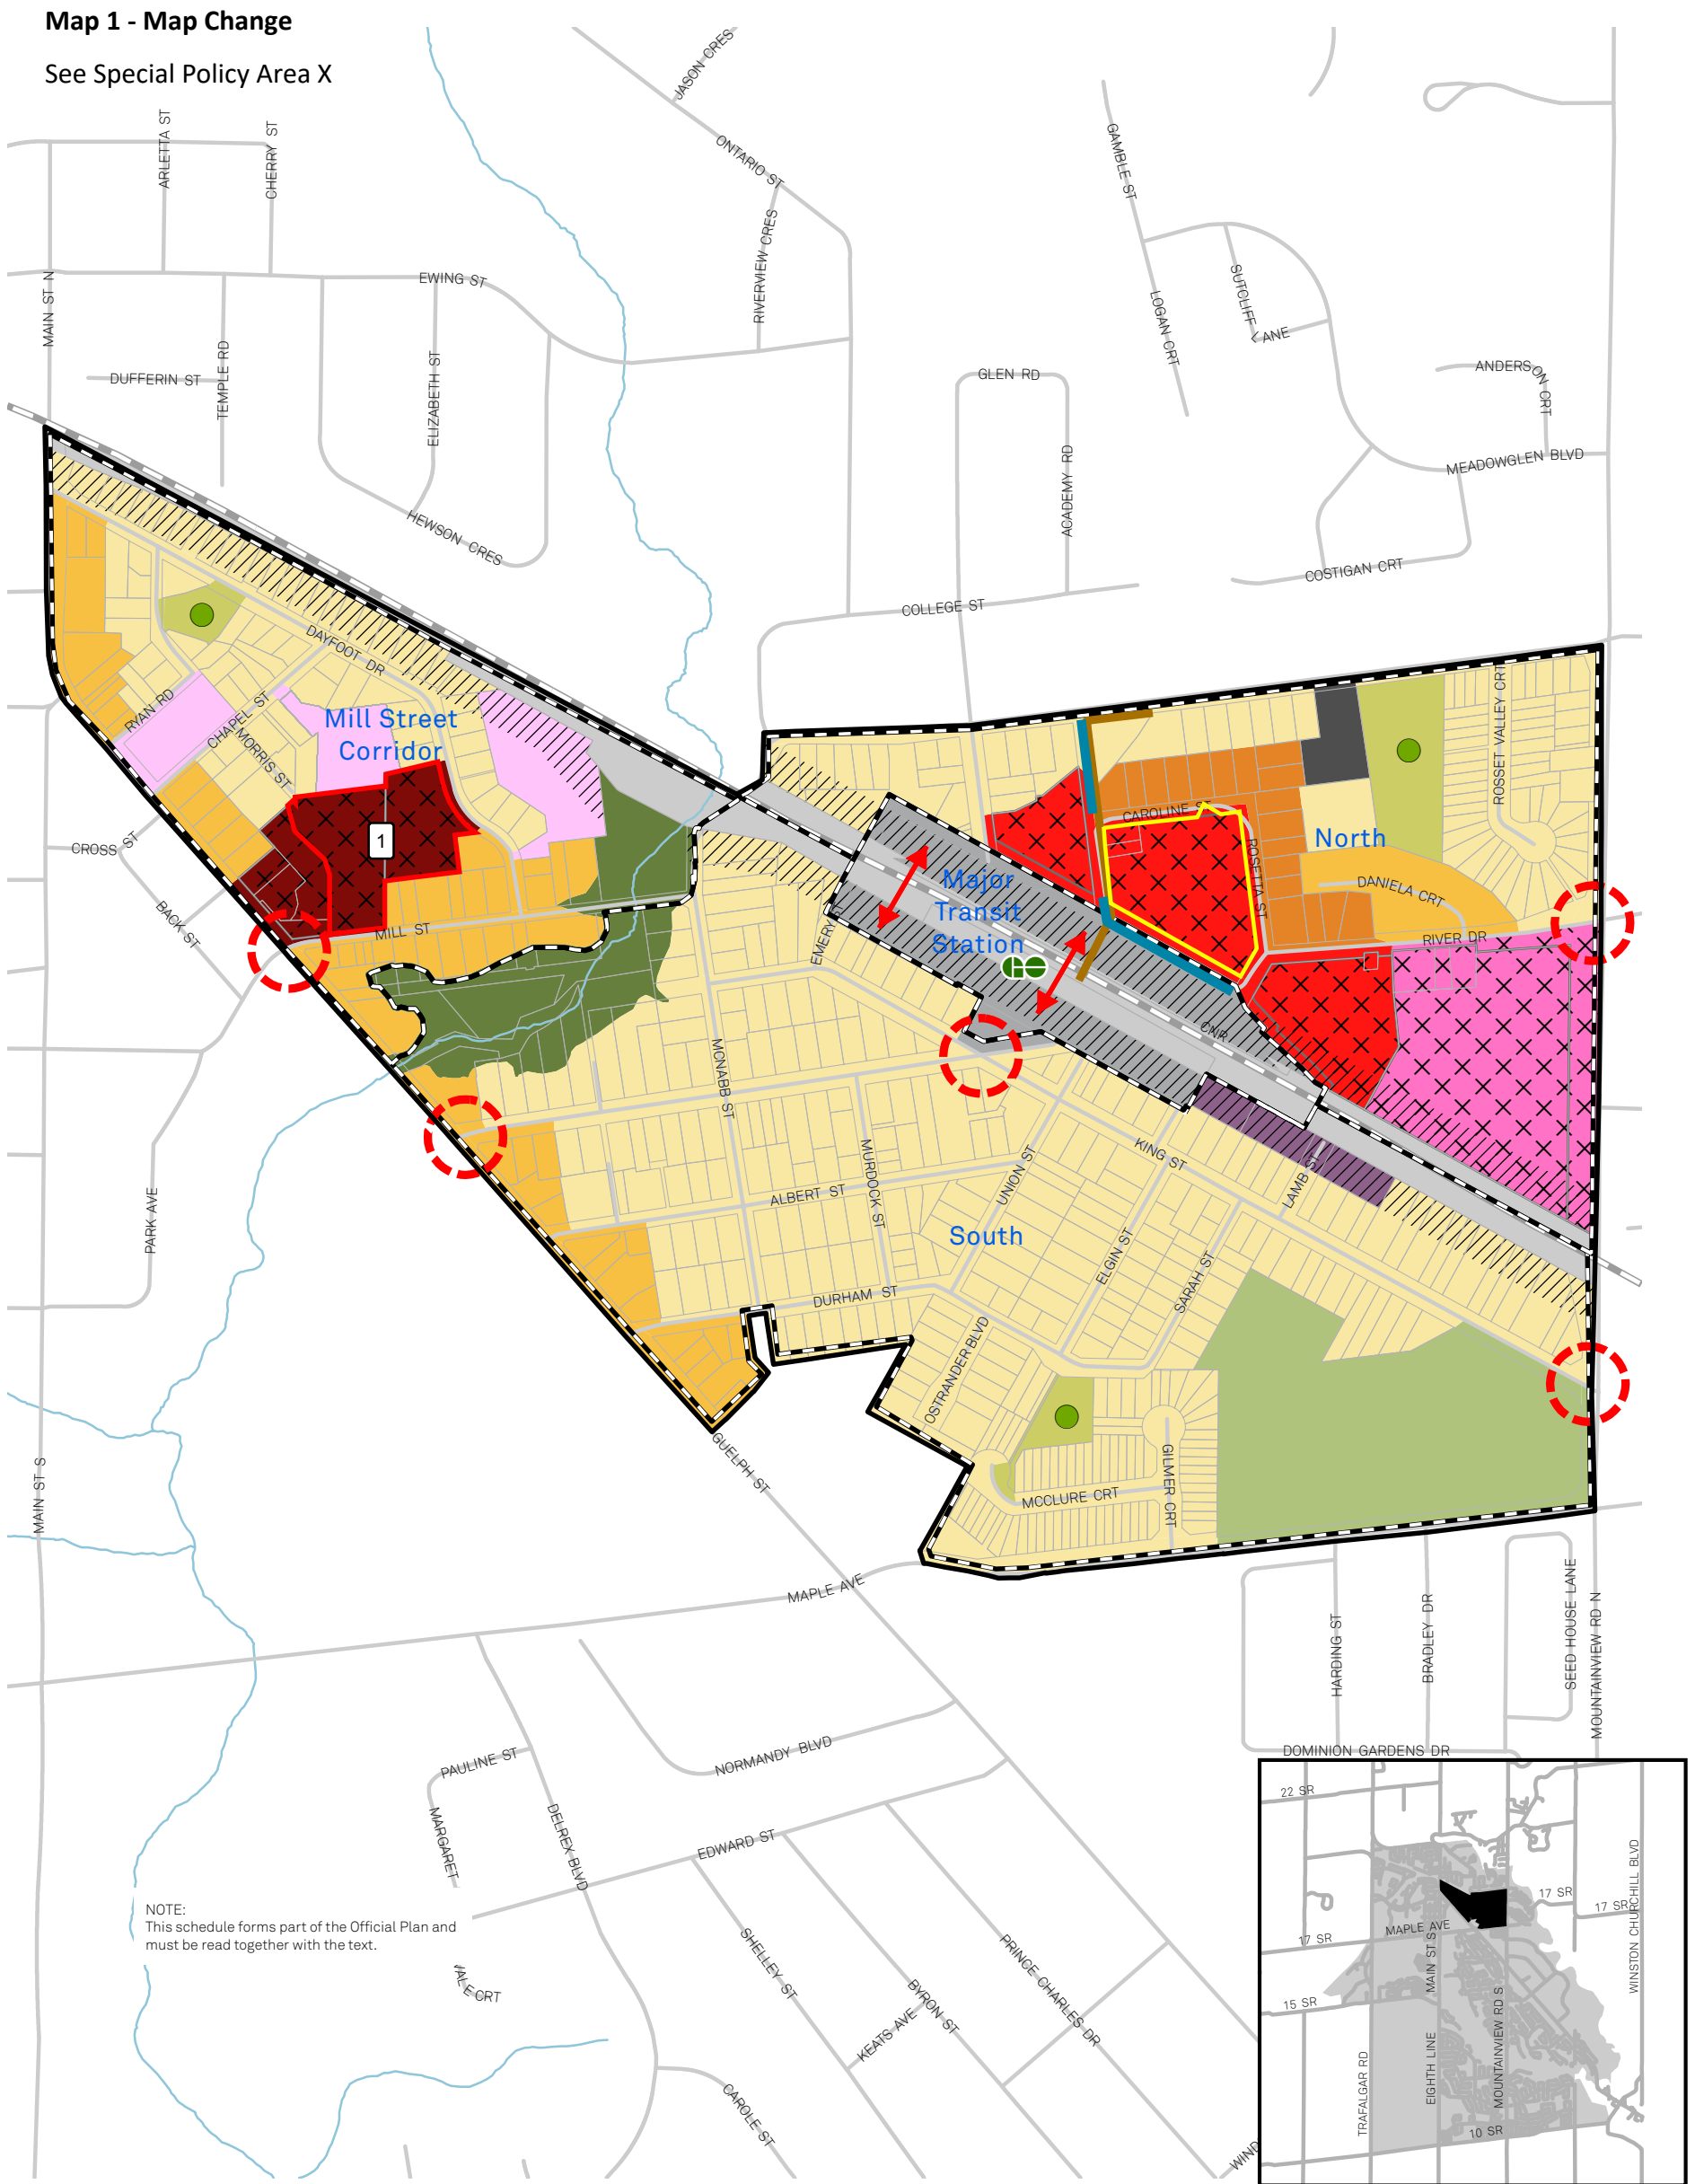 Map 1 - Map Change
See Special Policy Area X
JASON CRES
ONTARIO ST
ARLETTA ST
CHERRY ST
GAMBLE ST
RIVERVIEW CRES
EWING ST
MAIN ST N
SUTCLIFF LANE
LOGAN CRT
DUFFERIN ST
TEMPLE RD
ELIZABETH ST
GLEN RD
ANDERSON CRT
ACADEMY RD
MEADOWGLEN BLVD
HEWSON CRES
COSTIGAN CRT
COLLEGE ST
DAYFOOT DR
RYAN RD
CHAPEL ST
MORRIS ST
Mill Street
Corridor
ROSSET VALLEY CRT
CAROLINE ST
North
1
CROSS ST
BACK ST
MILL ST
EMERY
Major
Transit
Station
ROSETTA ST
DANIELA CRT
RIVER DR
CNR
MCNABB ST
MURDOCK ST
KING ST
ALBERT ST
UNION ST
LAMB ST
PARK AVE
South
ELGIN ST
SARAH ST
DURHAM ST
OSTRANDER BLVD
GILMER CRT
MCCLURE CRT
GUELPH ST
MAIN ST S
MAPLE AVE
HARDING ST
BRADLEY DR
SEED HOUSE LANE
MOUNTAINVIEW RD N
DOMINION GARDENS DR
NORMANDY BLVD
PAULINE ST
MARGARET
DELREX BLVD
EDWARD ST
NOTE:
This schedule forms part of the Official Plan and
must be read together with the text.
SHELLEY ST
BYRON ST
KEATS AVE
PRINCE CHARLES DR
CAROLE ST
22 SR
17 SR
17 SR
17 SR
MAPLE AVE
MAIN ST S
15 SR
EIGHTH LINE
MOUNTAINVIEW RD S
TRAFALGAR RD
WINSTON CHURCHILL BLVD
10 SR